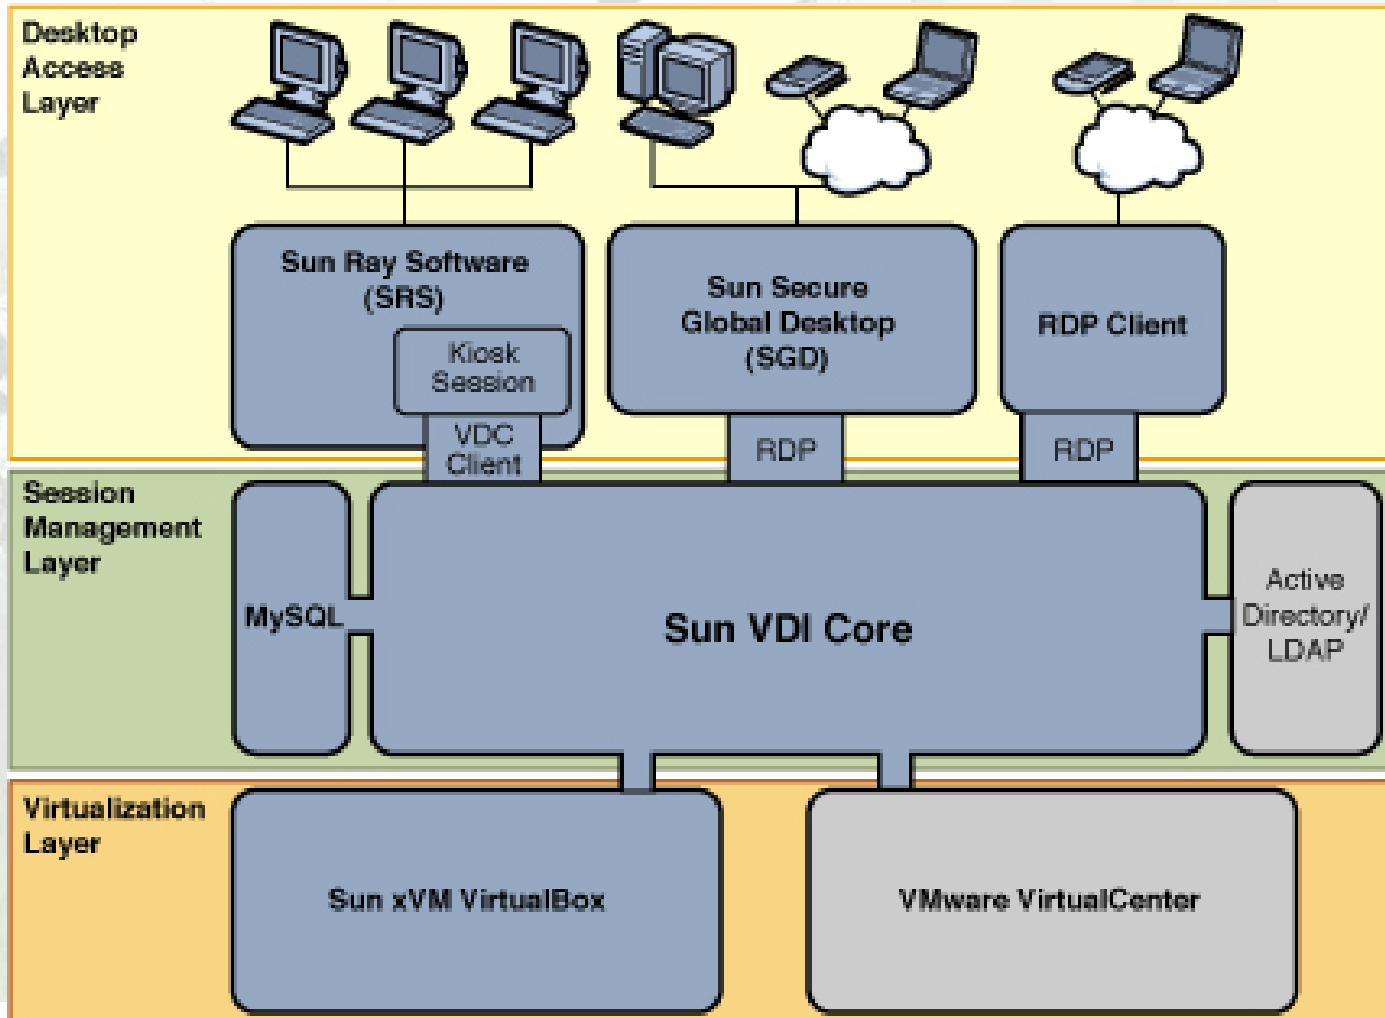 Desktop
Access
Layer
Sun Ray Software
(SRS)
Kiosk
Session
VDC
Client
Sun Secure
Global Desktop
(SGD)
RDP
RDP Client
RDP
Session
Management
Layer
MySQL
Sun VDI Core
Active
Directory/
LDAP
Virtualization
Layer
Sun xVM VirtualBox
VMware VirtualCenter